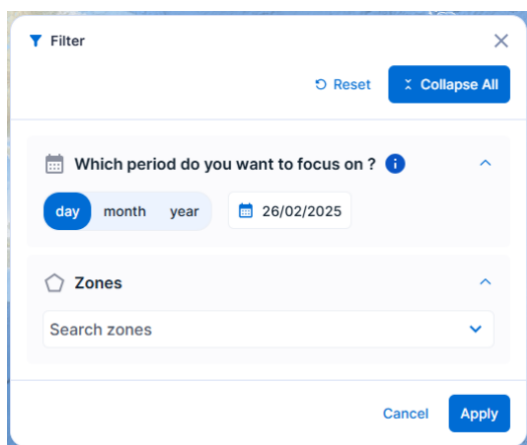 Filter
Reset
Collapse All
Which period do you want to focus on ?
day month year 26/02/2025
Zones
Search zones
Cancel Apply